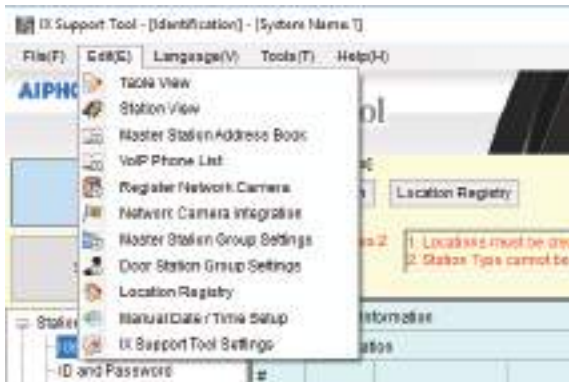 IX Support Tool - [Identification] - [System Name 1]
File(F) Edit(E) Language(V) Tools(T) Help(H)
AIPHO
ol
Table View
Station View
Master Station Address Book
VoIP Phone List
Register Network Camera
Network Camera Integration
Master Station Group Settings
Door Station Group Settings
Location Registry
Manual Date / Time Setup
IX Support Tool Settings
Location Registry
1. Locations must be
2. Station Type cannot be
Station
ID and Password
#